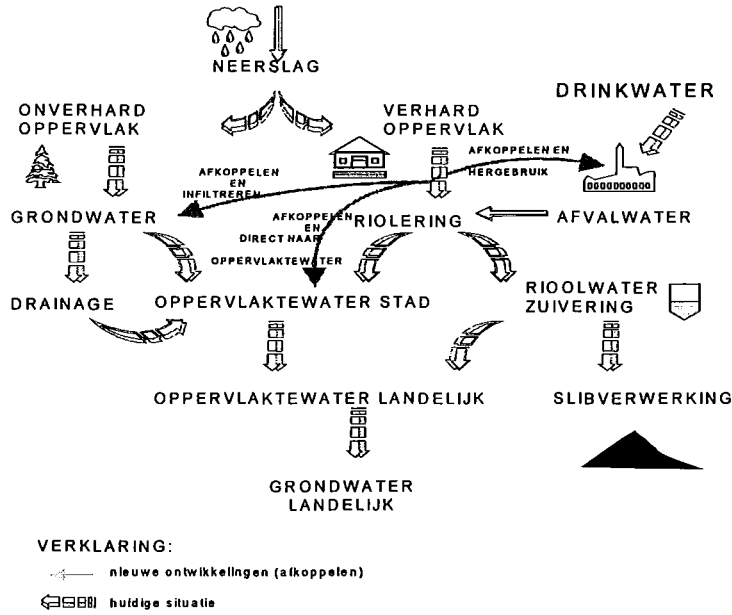 NEERSLAG
ONVERHARD
OPPERVLAK
VERHARD
OPPERVLAK
DRINKWATER
AFKOPPELEN EN
HERGEBRUIK
AFKOPPELEN
EN
INFILTREREN
GRONDWATER
AFKOPPELEN
EN
DIRECT NAAR
OPPERVLAKTEWATER
RIOLERING
AFVALWATER
DRAINAGE
OPPERVLAKTEWATER STAD
RIOOLWATER
ZUIVERING
OPPERVLAKTEWATER LANDELIJK
SLIBVERWERKING
GRONDWATER
LANDELIJK
VERKLARING:
nieuwe ontwikkelingen (afkoppelen)
huidige situatie